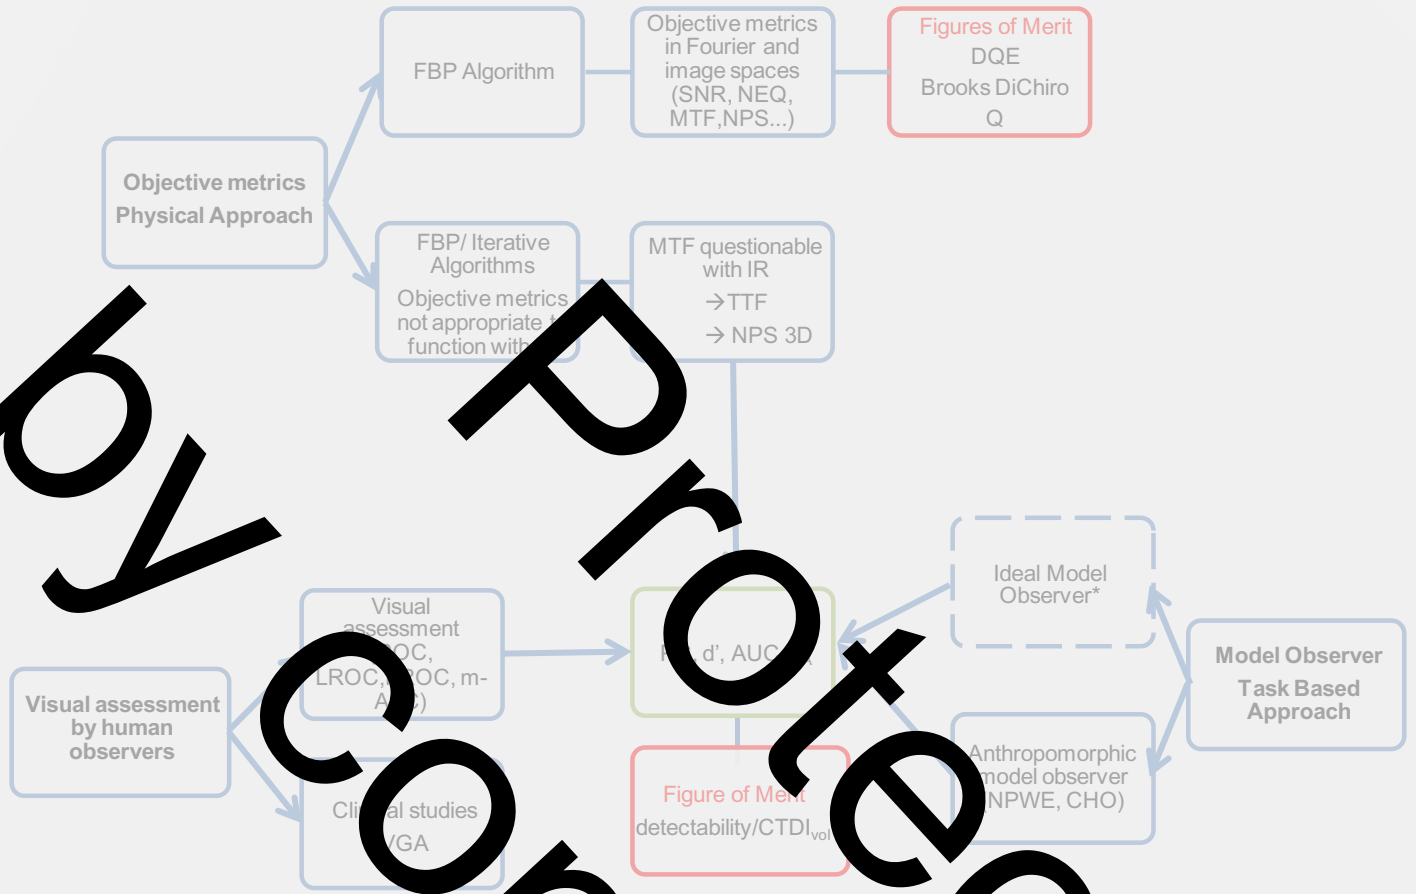 FBP Algorithm
Objective metrics
in Fourier and
image spaces
(SNR, NEQ,
MTF,NPS...)
Figures of Merit
DQE
Brooks DiChiro
Q
Objective metrics
Physical Approach
FBP/ Iterative
Algorithms
Objective metrics
not appropriate
function with
MTF questionable
with IR
→TTF
→ NPS 3D
Ideal Model
Observer*
Model Observer
Task Based
Approach
Anthropomorphic
model observer
(NPWE, CHO)
Visual
assessment
LROC, m-
d', AUC
Visual assessment
by human
observers
Clinical studies
VGA
Figure of Merit
detectability/CTDIvol
by
co
Prote